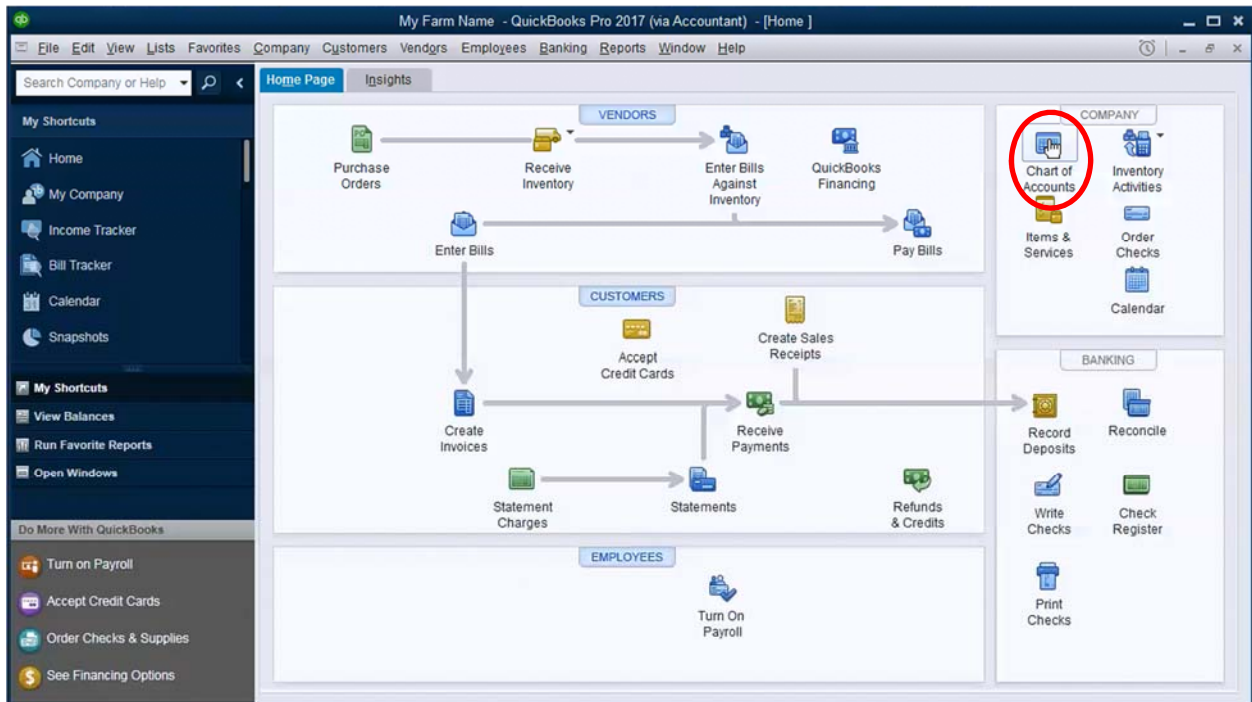 qb
My Farm Name - QuickBooks Pro 2017 (via Accountant) - [Home ]
File Edit View Lists Favorites Company Customers Vendors Employees Banking Reports Window Help
Search Company or Help
My Shortcuts
Home
My Company
Income Tracker
Bill Tracker
Calendar
Snapshots
My Shortcuts
View Balances
Run Favorite Reports
Open Windows
Do More With QuickBooks
Turn on Payroll
Accept Credit Cards
Order Checks & Supplies
See Financing Options
Home Page Insights
VENDORS
Purchase
Orders
Receive
Inventory
Enter Bills
Against
Inventory
QuickBooks
Financing
Enter Bills
Pay Bills
CUSTOMERS
Accept
Credit Cards
Create Sales
Receipts
Create
Invoices
Receive
Payments
Statement
Charges
Statements
Refunds
& Credits
EMPLOYEES
Turn On
Payroll
COMPANY
Chart of
Accounts
Inventory
Activities
Items &
Services
Order
Checks
Calendar
BANKING
Record
Deposits
Reconcile
Write
Checks
Check
Register
Print
Checks